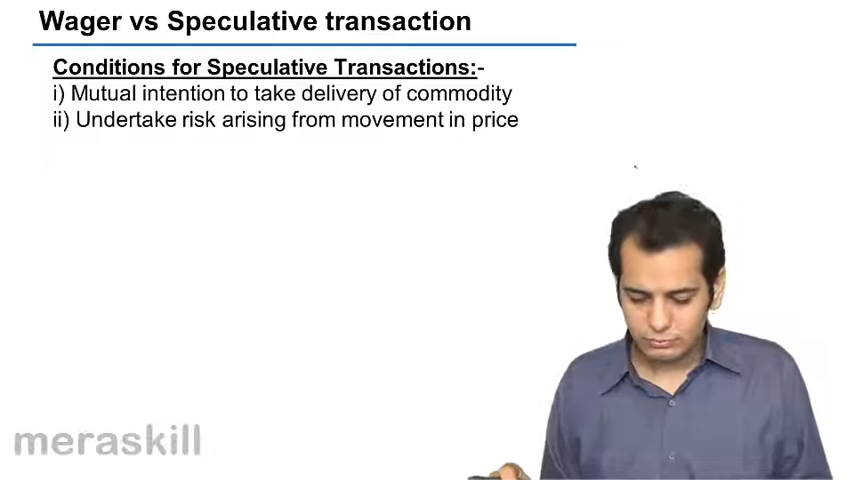 Wager vs Speculative transaction
Conditions for Speculative Transactions:-
i) Mutual intention to take delivery of commodity
ii) Undertake risk arising from movement in price
meraskill